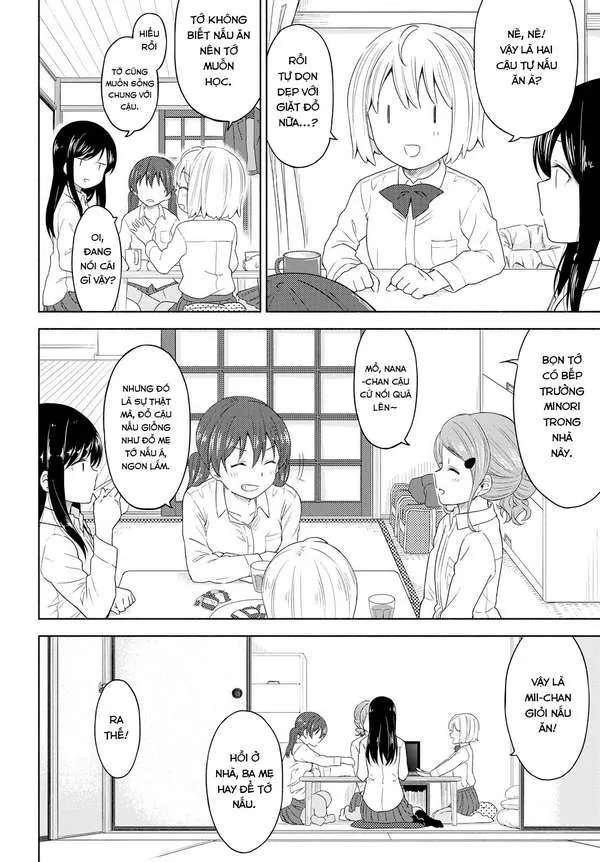 NÈ, NÈ!
VẬY LÀ HAI
CẬU TỰ NẤU
ĂN À?
RỒI
TỰ DỌN
DẸP VỚI
GIẶT ĐỒ
NỮA...?
TỚ KHÔNG
BIẾT NẤU ĂN
NÊN TỚ
MUỐN
HỌC.
HIỂU
RỒI
TỚ CŨNG
MUỐN SỐNG
CHUNG VỚI
CẬU.
OI,
ĐANG
NÓI CÁI
GÌ VẬY?
BỌN TỚ
CÓ BẾP
TRƯỞNG
MINORI
TRONG
NHÀ
NÀY.
MỒ, NANA
-CHAN CẬU
CỨ NÓI QUÁ
LÊN~
NHƯNG ĐÓ
LÀ SỰ THẬT
MÀ, ĐỒ CẬU
NẤU GIỐNG
NHƯ ĐỒ MẸ
TỚ NẤU Á,
NGON LẮM.
VẬY LÀ
MII-CHAN
GIỎI NẤU
ĂN!
HỒI Ở
NHÀ, BA MẸ
HAY ĐỂ TỚ
NẤU.
RA
THẾ!